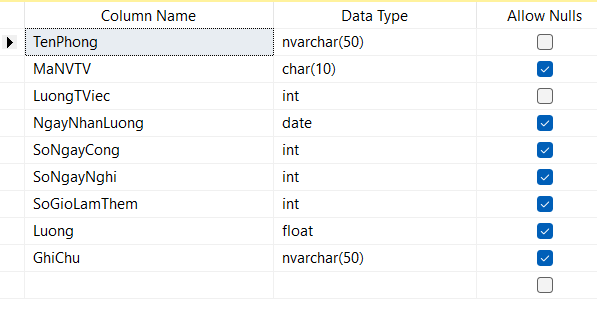 Column Name Data Type Allow Nulls
TenPhong nvarchar(50)
MaNVTV char(10)
LuongTViec int
NgayNhanLuong date
SoNgayCong int
SoNgayNghi int
SoGioLamThem int
Luong float
GhiChu nvarchar(50)